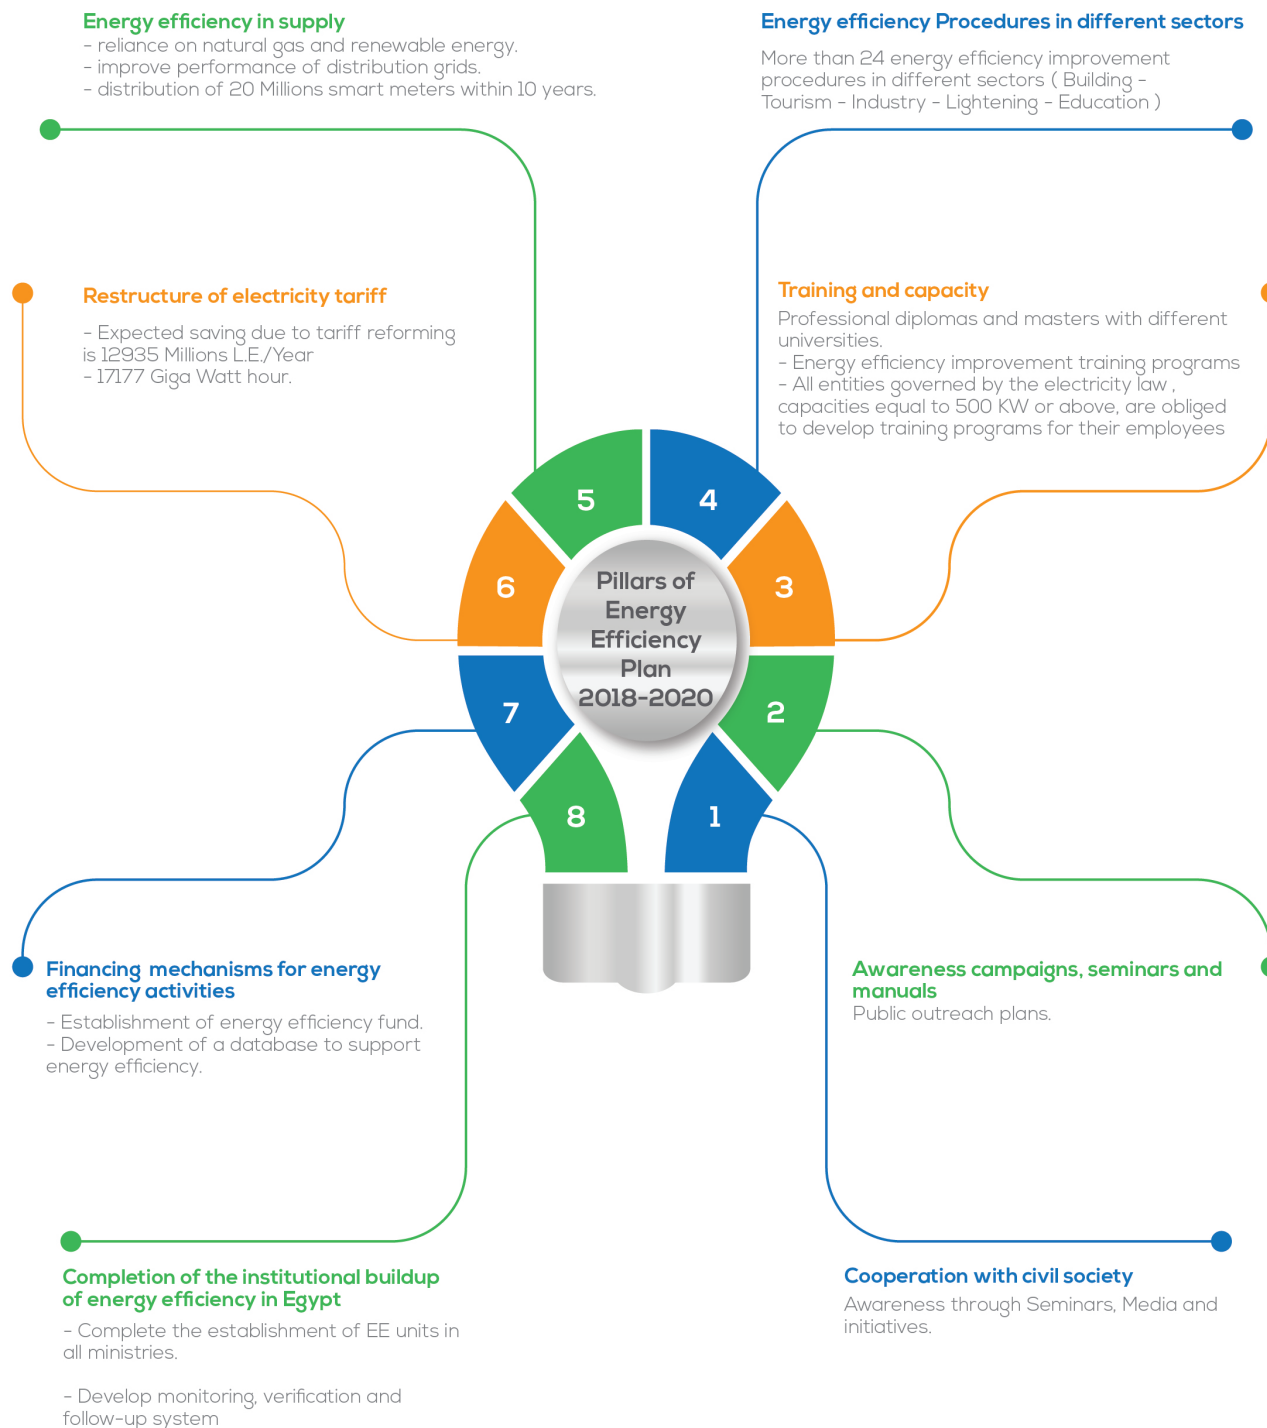 Energy efficiency in supply
- reliance on natural gas and renewable energy.
- improve performance of distribution grids.
- distribution of 20 Millions smart meters within 10 years.
Energy efficiency Procedures in different sectors
More than 24 energy efficiency improvement
procedures in different sectors ( Building -
Tourism - Industry - Lightening - Education )
Restructure of electricity tariff
- Expected saving due to tariff reforming
is 12935 Millions L.E./Year
- 17177 Giga Watt hour.
Training and capacity
Professional diplomas and masters with different
universities.
- Energy efficiency improvement training programs
- All entities governed by the electricity law ,
capacities equal to 500 KW or above, are obliged
to develop training programs for their employees
5
4
6
3
Pillars of
Energy
Efficiency
Plan
2018-2020
7
2
8
1
Financing mechanisms for energy
efficiency activities
- Establishment of energy efficiency fund.
- Development of a database to support
energy efficiency.
Awareness campaigns, seminars and
manuals
Public outreach plans.
Completion of the institutional buildup
of energy efficiency in Egypt
- Complete the establishment of EE units in
all ministries.
- Develop monitoring, verification and
follow-up system
Cooperation with civil society
Awareness through Seminars, Media and
initiatives.